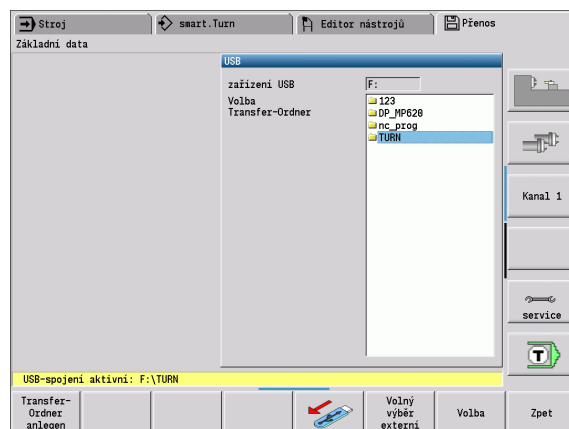 Stroj
smart.Turn
Editor nástrojů
Přenos
Základní data
USB
zařízení USB
F:
Volba
Transfer-Ordner
123
DP_MP620
nc_prog
TURN
Kanal 1
service
T
USB-spojení aktivní: F:\TURN
Transfer-
Ordner
anlegen
Volný
výběr
externí
Volba
Zpet